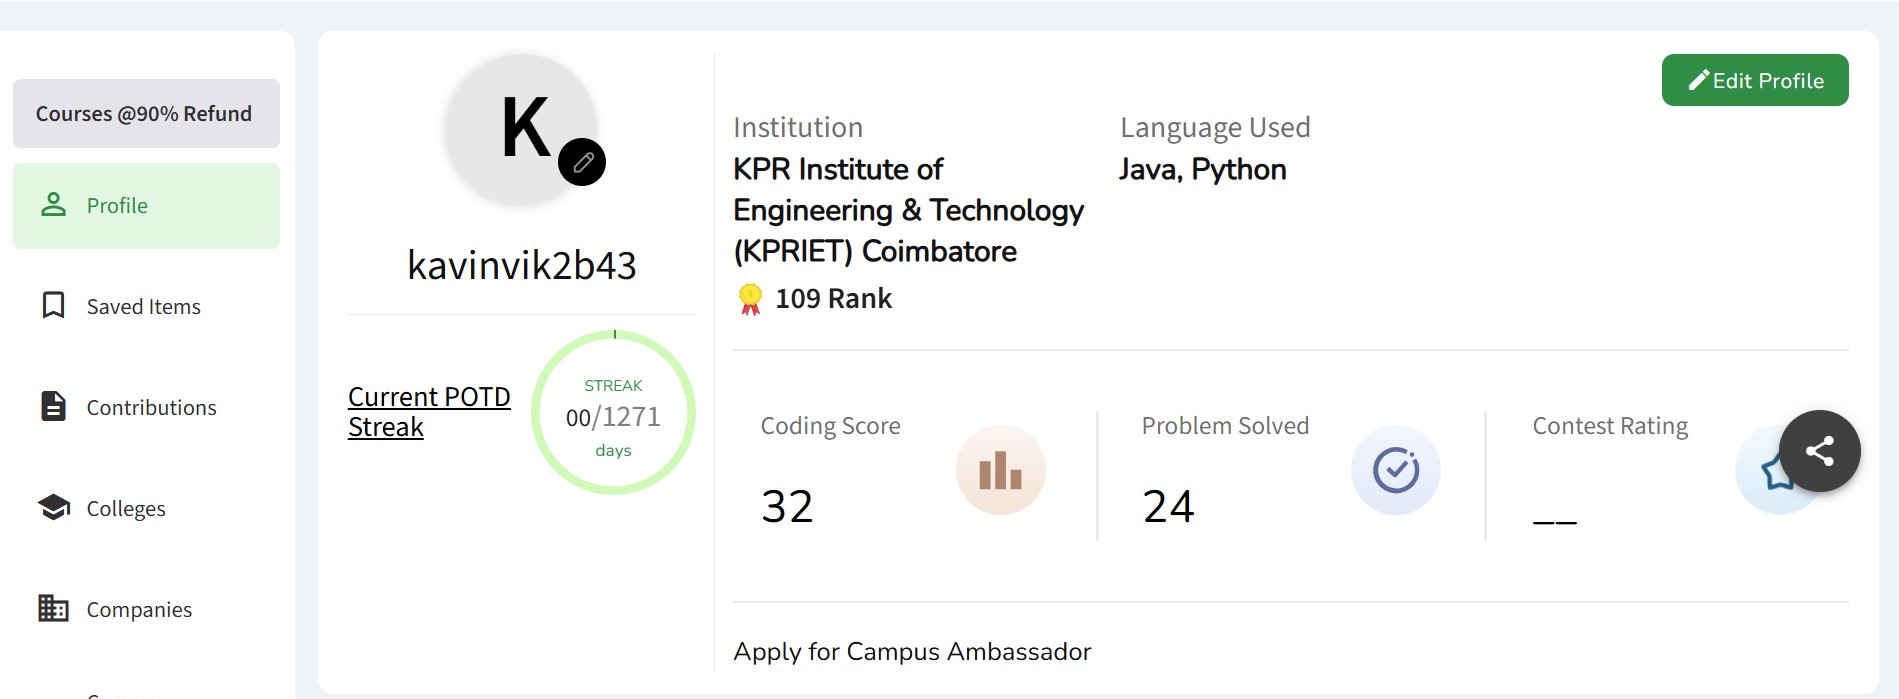 Courses @90% Refund
Profile
Saved Items
Contributions
Colleges
Companies
K
kavinvik2b43
Current POTD
Streak
STREAK
00/1271
days
Edit Profile
Institution
KPR Institute of
Engineering & Technology
(KPRIET) Coimbatore
109 Rank
Language Used
Java, Python
Coding Score
32
Problem Solved
24
Contest Rating
__
Apply for Campus Ambassador